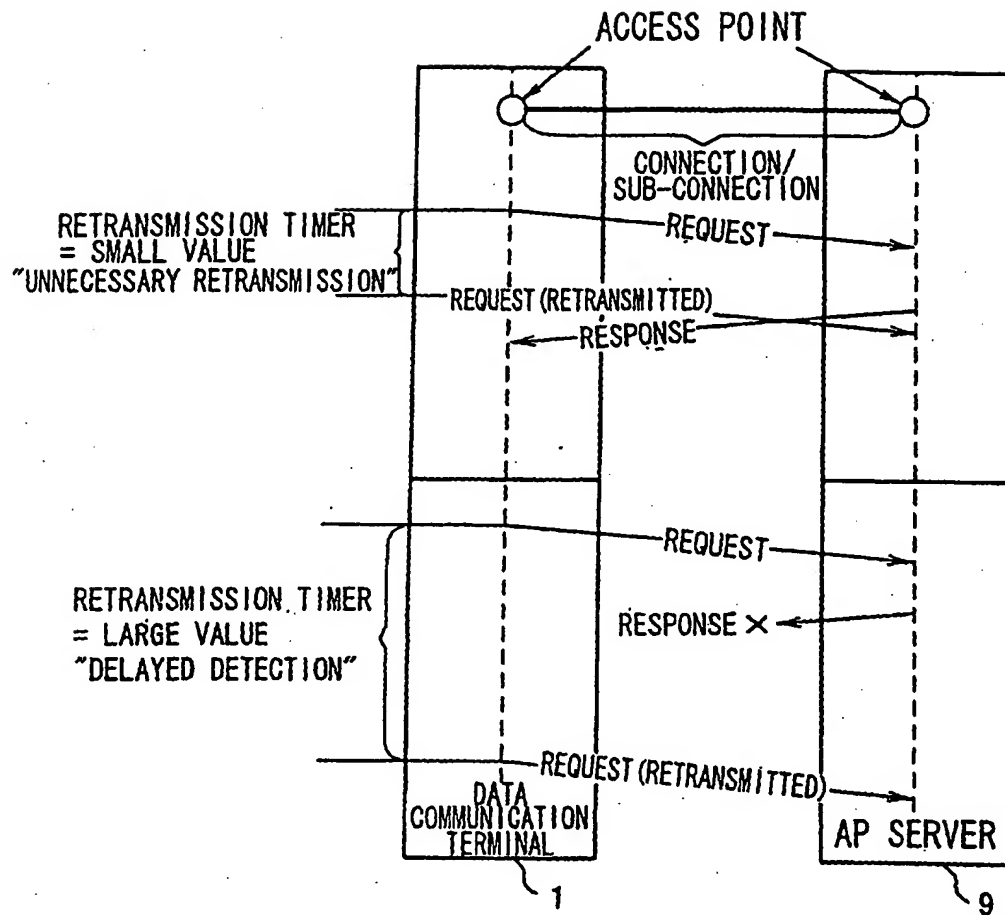 ACCESS POINT
CONNECTION/
SUB-CONNECTION
RETRANSMISSION TIMER
= SMALL VALUE
"UNNECESSARY RETRANSMISSION"
REQUEST
REQUEST (RETRANSMITTED)
RESPONSE
RETRANSMISSION TIMER
= LARGE VALUE
"DELAYED DETECTION"
REQUEST
RESPONSE ×
REQUEST (RETRANSMITTED)
DATA
COMMUNICATION
TERMINAL
AP SERVER
1
9